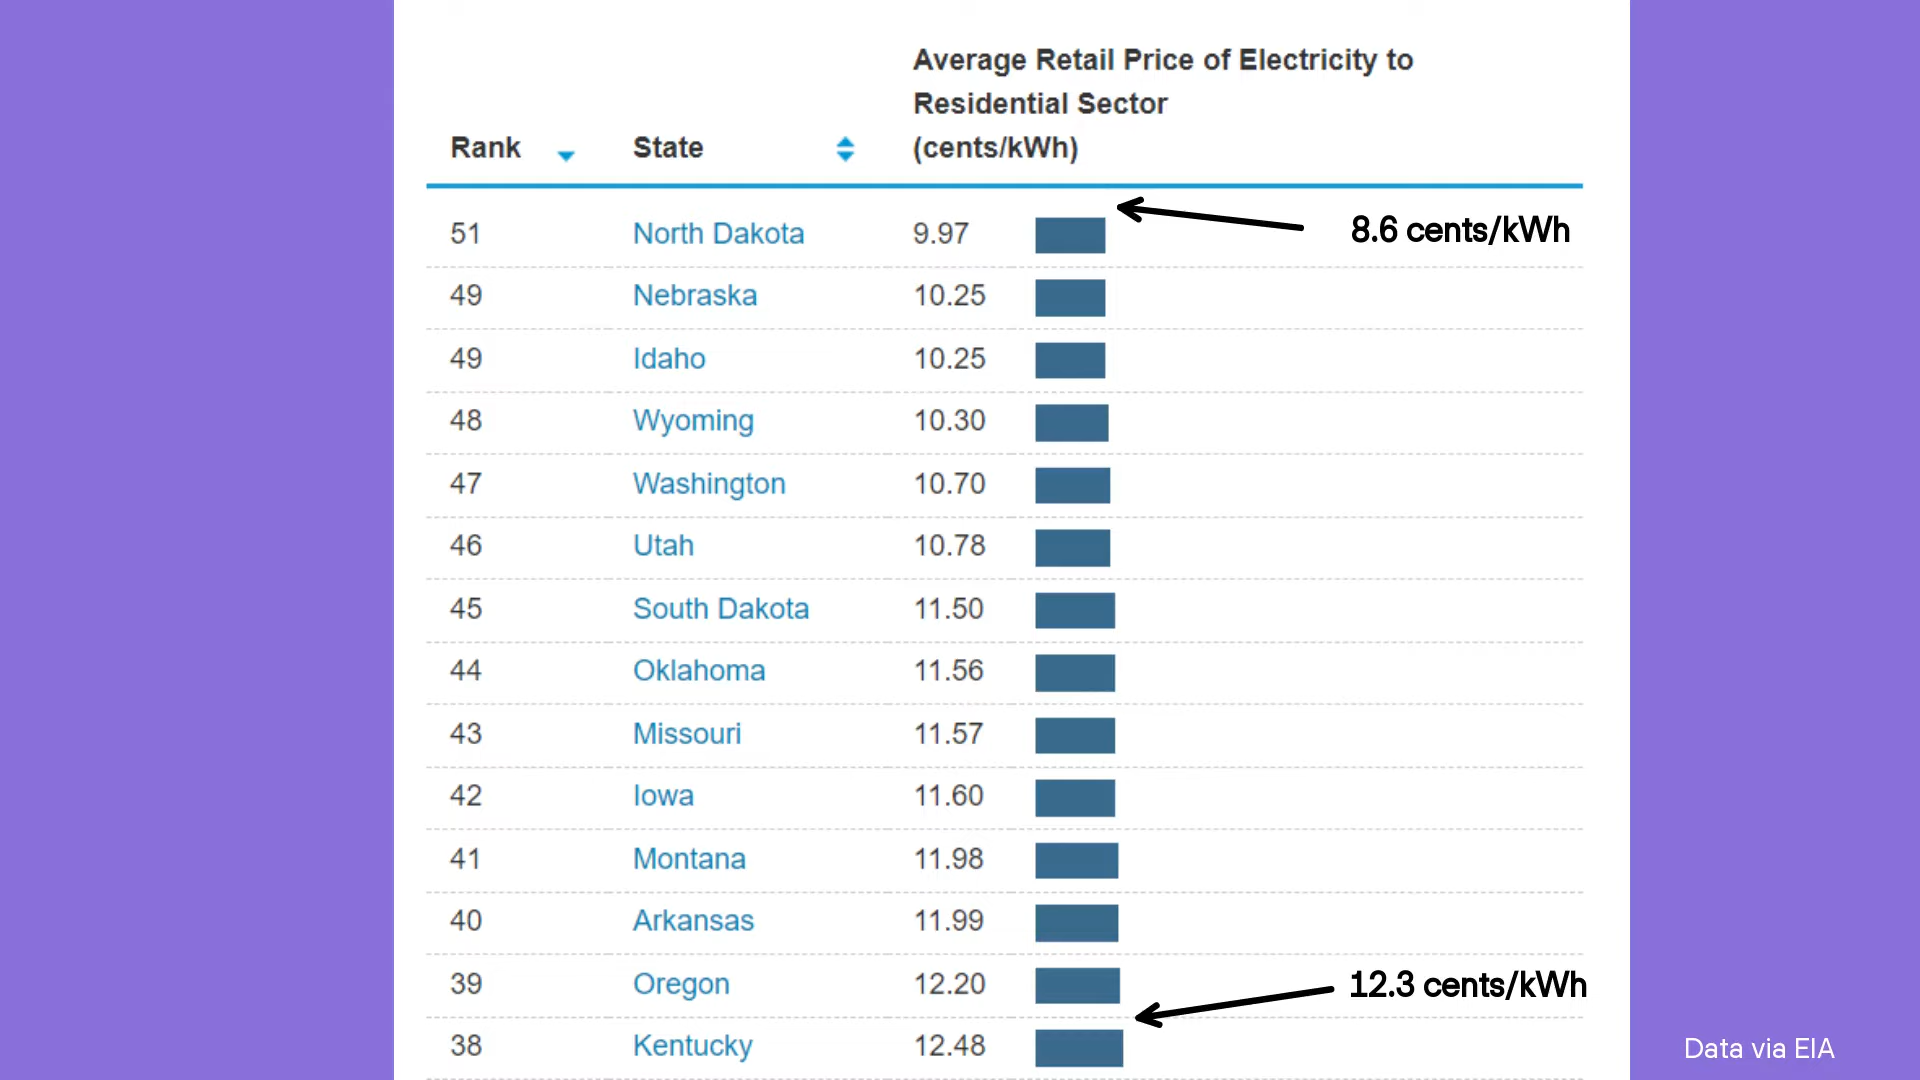 Average Retail Price of Electricity to
Residential Sector
Rank State (cents/kWh)
51 North Dakota 9.97 8.6 cents/kWh
49 Nebraska 10.25
49 Idaho 10.25
48 Wyoming 10.30
47 Washington 10.70
46 Utah 10.78
45 South Dakota 11.50
44 Oklahoma 11.56
43 Missouri 11.57
42 Iowa 11.60
41 Montana 11.98
40 Arkansas 11.99
39 Oregon 12.20 12.3 cents/kWh
38 Kentucky 12.48
Data via EIA